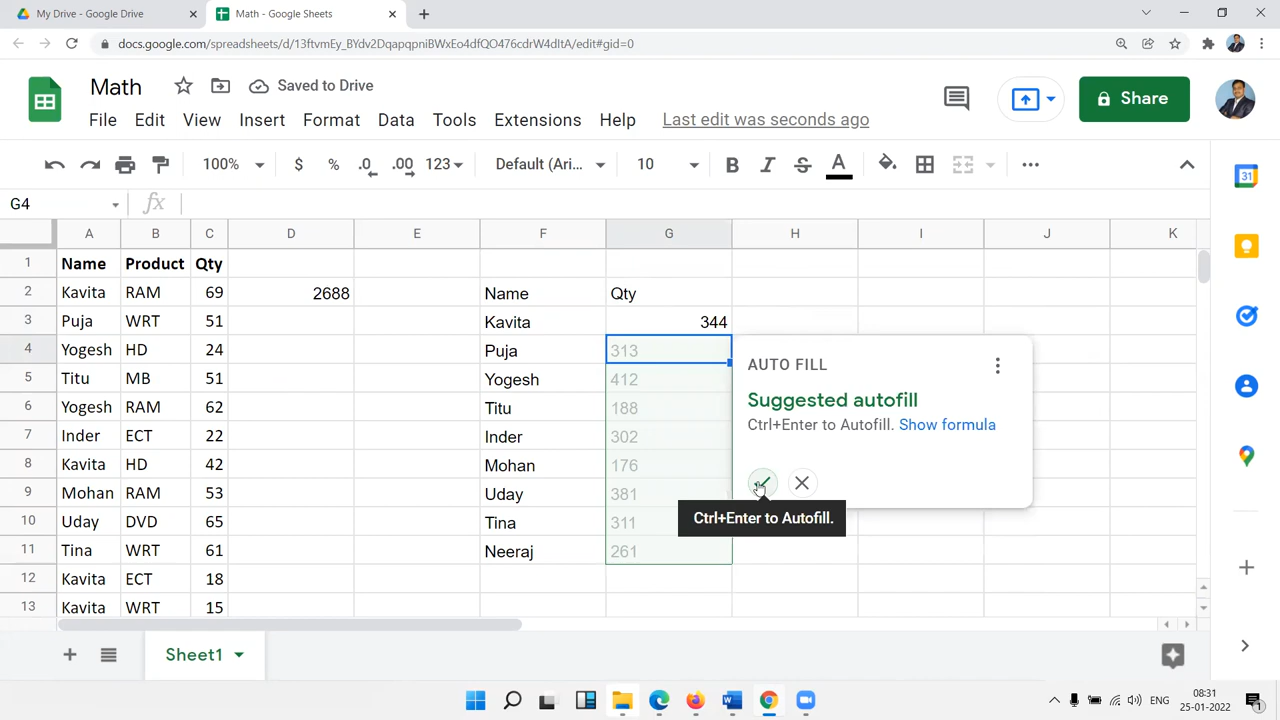 My Drive - Google Drive
Math - Google Sheets
docs.google.com/spreadsheets/d/13ftvmEy_BYdv2DqapqpniBWxEo4dfQO476cdrW4dItA/edit#gid=0
Math
Saved to Drive
File Edit View Insert Format Data Tools Extensions Help Last edit was seconds ago
Share
100% $ % .0 .00 123 Default (Ari... 10 B I S A
31
G4 fx
A B C D E F G H I J K
1 Name Product Qty
2 Kavita RAM 69 2688 Name Qty
3 Puja WRT 51 Kavita 344
4 Yogesh HD 24 Puja 313
5 Titu MB 51 Yogesh 412
6 Yogesh RAM 62 Titu 188
7 Inder ECT 22 Inder 302
8 Kavita HD 42 Mohan 176
9 Mohan RAM 53 Uday 381
10 Uday DVD 65 Tina 311
11 Tina WRT 61 Neeraj 261
12 Kavita ECT 18
13 Kavita WRT 15
AUTO FILL
Suggested autofill
Ctrl+Enter to Autofill. Show formula
Ctrl+Enter to Autofill.
Sheet1
ENG
08:31
25-01-2022
1